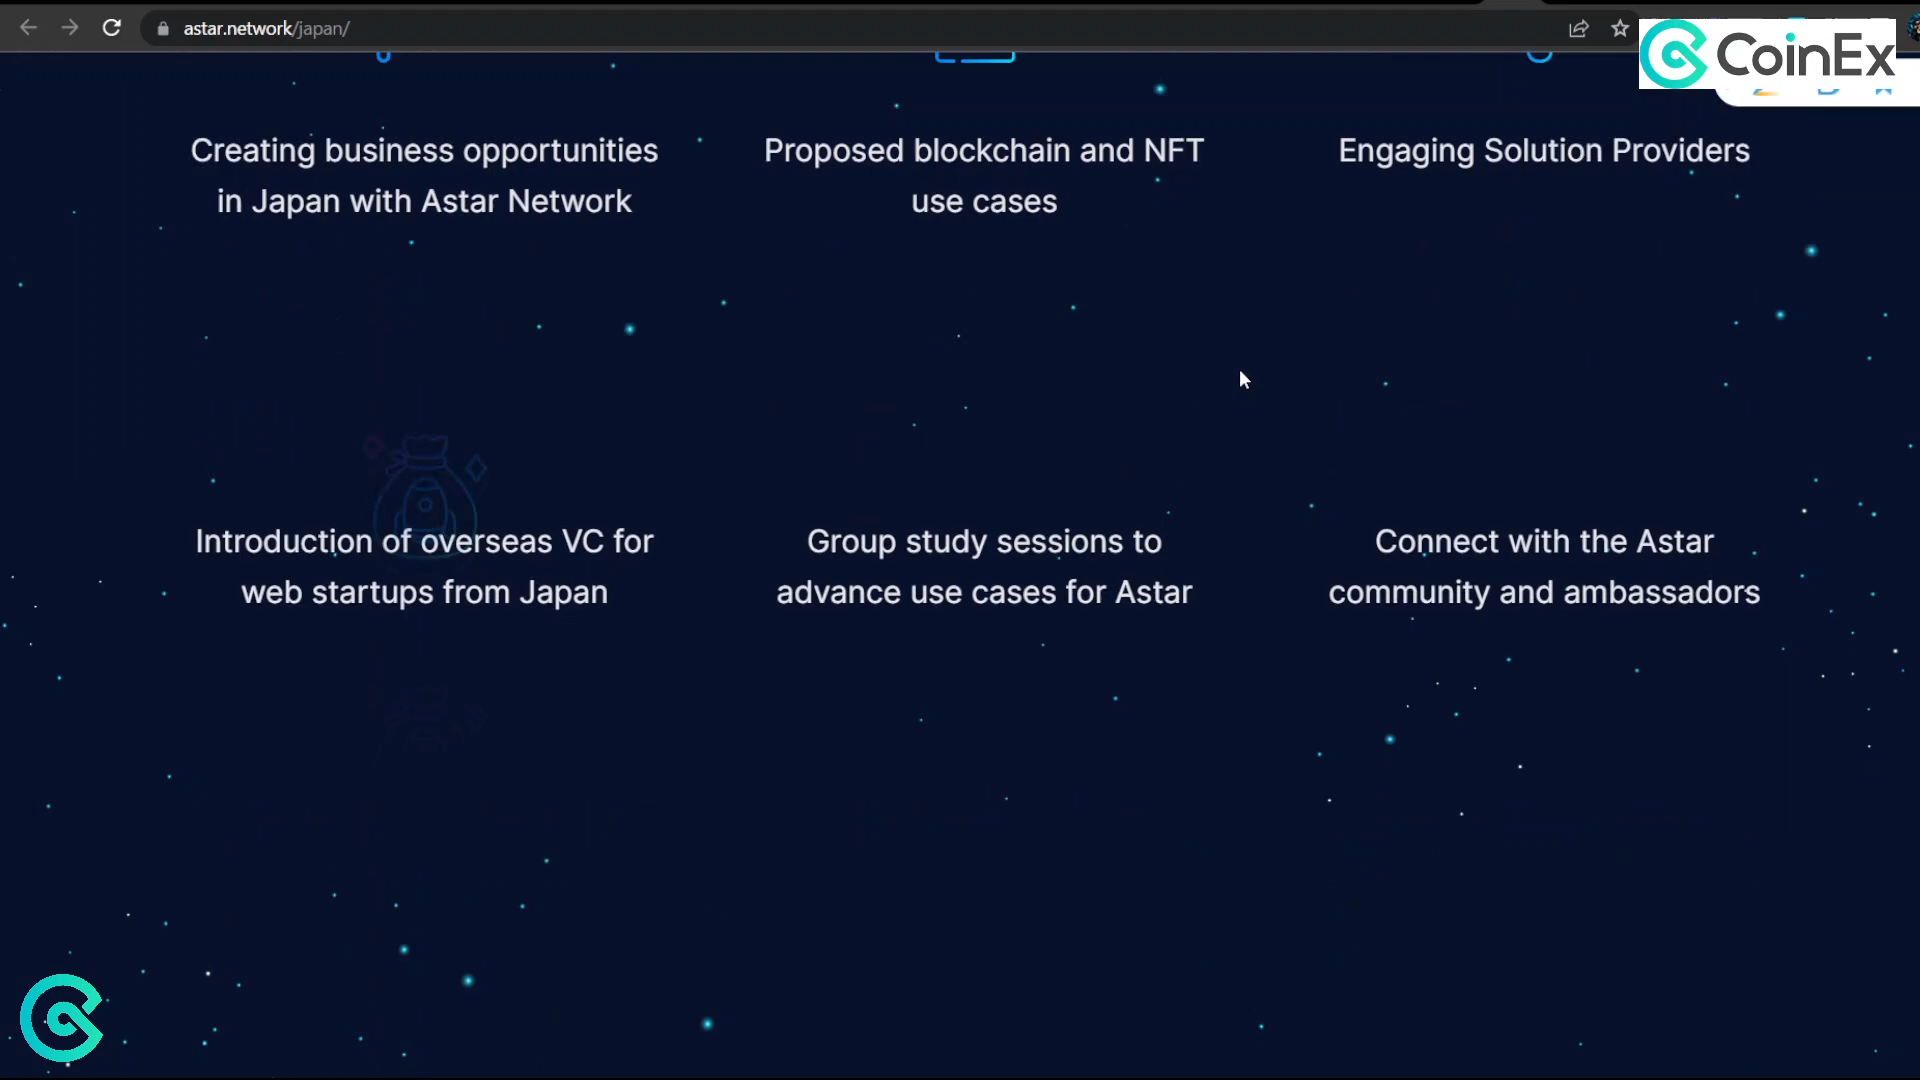 astar.network/japan/
CoinEx
Creating business opportunities
in Japan with Astar Network
Proposed blockchain and NFT
use cases
Engaging Solution Providers
Introduction of overseas VC for
web startups from Japan
Group study sessions to
advance use cases for Astar
Connect with the Astar
community and ambassadors